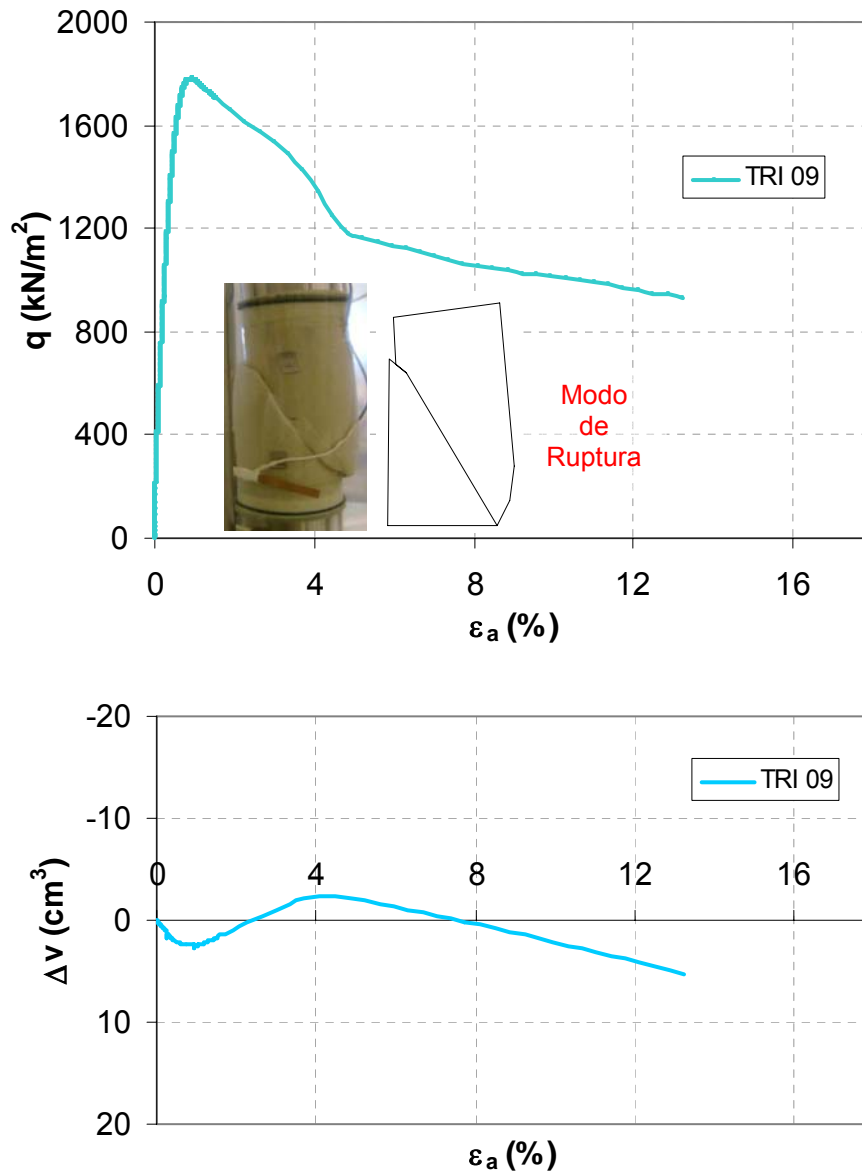 2000
1600
1200
800
400
0
q (kN/m²)
TRI 09
Modo
de
Ruptura
0 4 8 12 16
εa (%)
-20
-10
0
10
20
Δv (cm³)
TRI 09
0 4 8 12 16
εa (%)